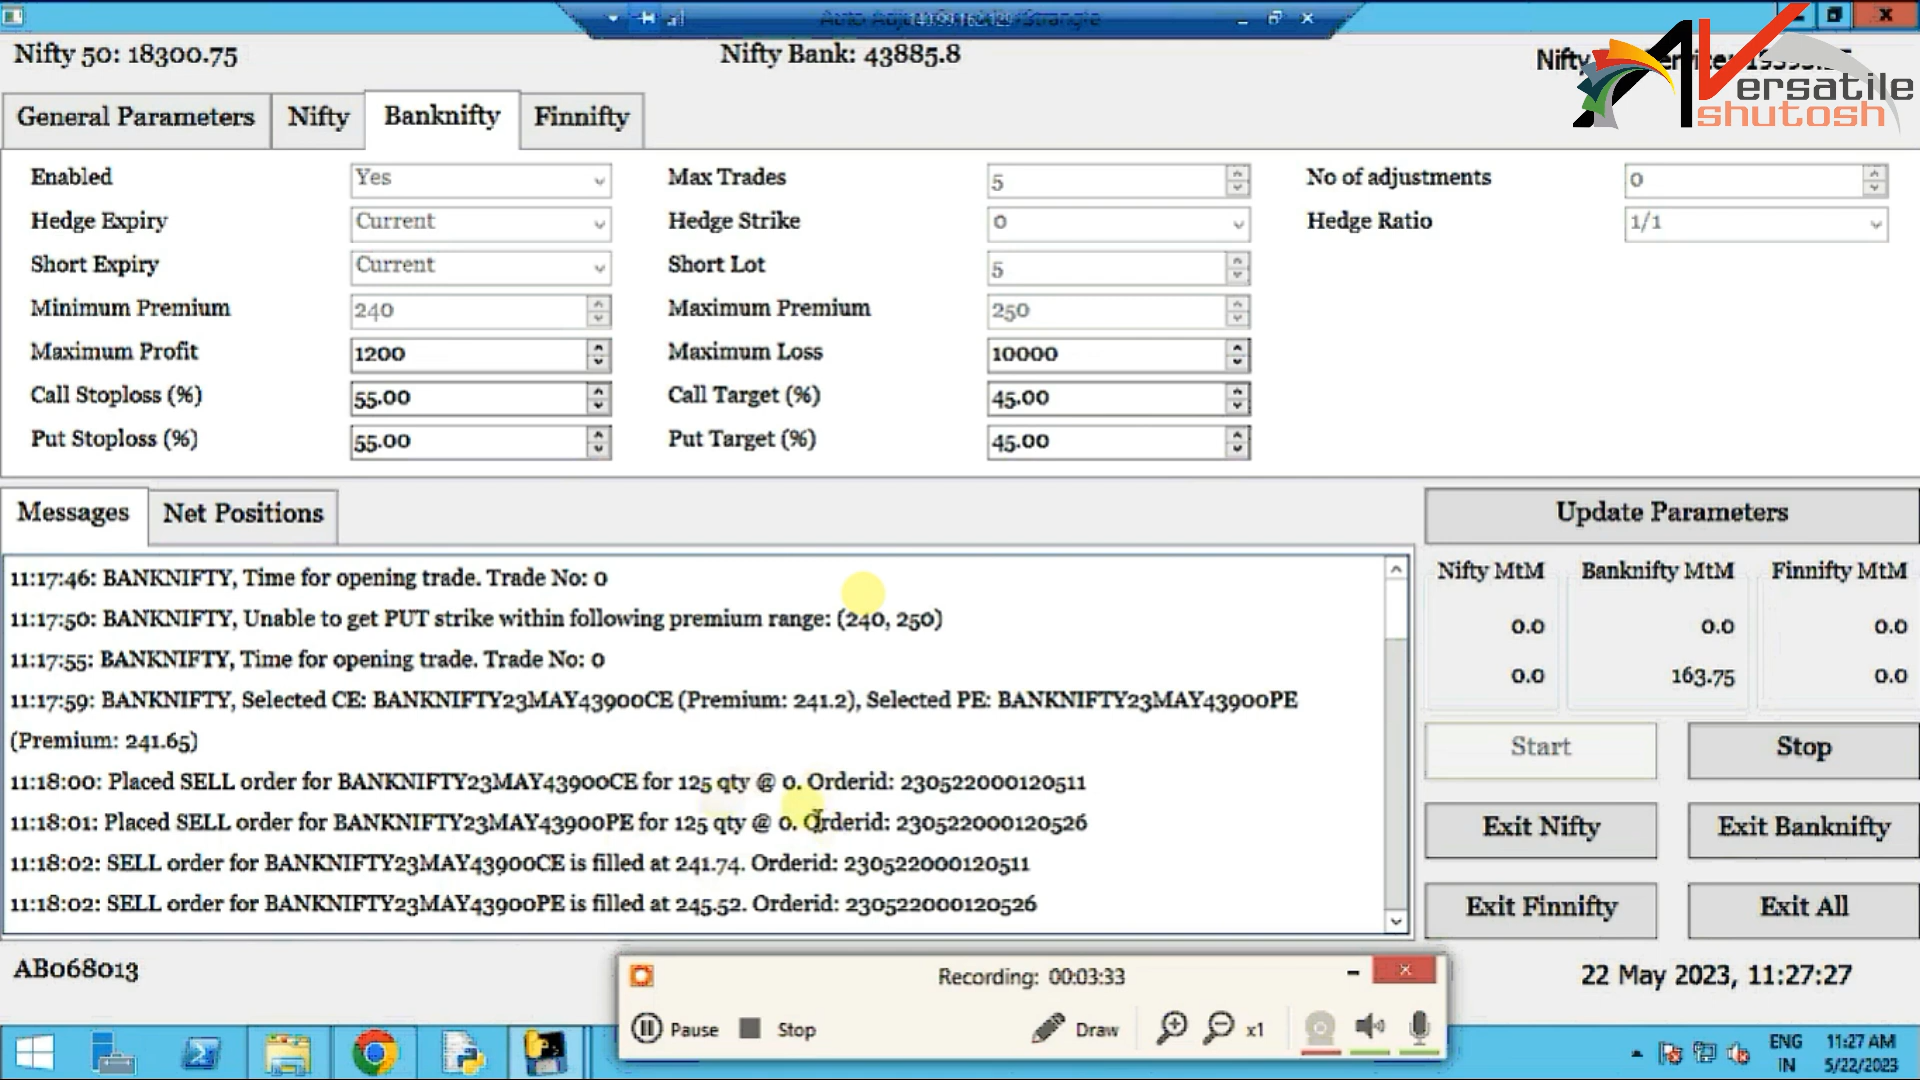 Nifty 50: 18300.75
Nifty Bank: 43885.8
Nifty
Versatile
Ashutosh
General Parameters
Nifty
Banknifty
Finnifty
Enabled
Yes
Max Trades
5
No of adjustments
0
Hedge Expiry
Current
Hedge Strike
0
Hedge Ratio
1/1
Short Expiry
Current
Short Lot
5
Minimum Premium
240
Maximum Premium
250
Maximum Profit
1200
Maximum Loss
10000
Call Stoploss (%)
55.00
Call Target (%)
45.00
Put Stoploss (%)
55.00
Put Target (%)
45.00
Messages
Net Positions
Update Parameters
11:17:46: BANKNIFTY, Time for opening trade. Trade No: 0
11:17:50: BANKNIFTY, Unable to get PUT strike within following premium range: (240, 250)
11:17:55: BANKNIFTY, Time for opening trade. Trade No: 0
11:17:59: BANKNIFTY, Selected CE: BANKNIFTY23MAY43900CE (Premium: 241.2), Selected PE: BANKNIFTY23MAY43900PE
(Premium: 241.65)
11:18:00: Placed SELL order for BANKNIFTY23MAY43900CE for 125 qty @ 0. Orderid: 230522000120511
11:18:01: Placed SELL order for BANKNIFTY23MAY43900PE for 125 qty @ 0. Orderid: 230522000120526
11:18:02: SELL order for BANKNIFTY23MAY43900CE is filled at 241.74. Orderid: 230522000120511
11:18:02: SELL order for BANKNIFTY23MAY43900PE is filled at 245.52. Orderid: 230522000120526
Nifty MtM
Banknifty MtM
Finnifty MtM
0.0
0.0
0.0
0.0
163.75
0.0
Start
Stop
Exit Nifty
Exit Banknifty
Exit Finnifty
Exit All
AB068013
22 May 2023, 11:27:27
Recording: 00:03:33
Pause
Stop
Draw
x1
ENG
IN
11:27 AM
5/22/2023